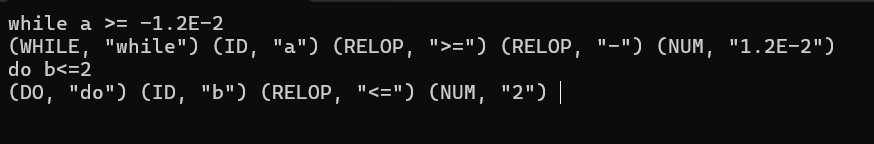 while a >= -1.2E-2
(WHILE, "while") (ID, "a") (RELOP, ">=") (RELOP, "-") (NUM, "1.2E-2")
do b<=2
(DO, "do") (ID, "b") (RELOP, "<=") (NUM, "2")